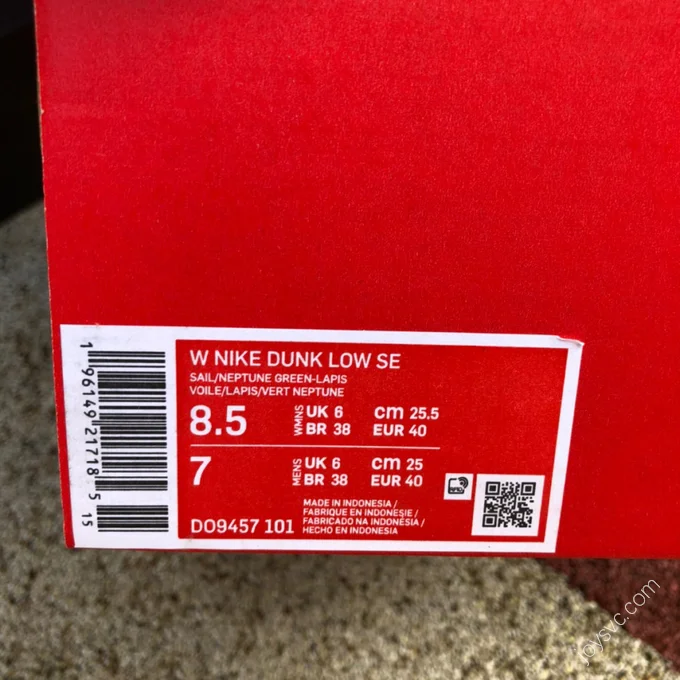 W NIKE DUNK LOW SE
SAIL/NEPTUNE GREEN-LAPIS
VOILE/LAPIS/VERT NEPTUNE
8.5 WMNS UK 6 cm 25.5
BR 38 EUR 40
7 MENS UK 6 cm 25
BR 38 EUR 40
MADE IN INDONESIA /
FABRIQUE EN INDONESIE /
FABRICADO NA INDONÉSIA /
HECHO EN INDONESIA
DO9457 101
1 96149 21718 5 15
joysvc.com